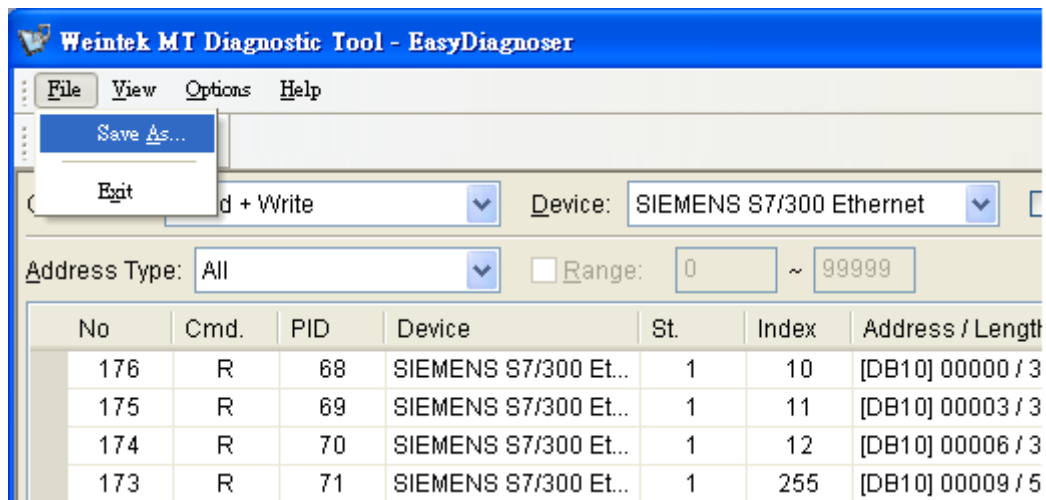 Weintek MT Diagnostic Tool - EasyDiagnoser
File View Options Help
Save As...
Exit
d + Write Device: SIEMENS S7/300 Ethernet
Address Type: All Range: 0 ~ 99999
No Cmd. PID Device St. Index Address / Length
176 R 68 SIEMENS S7/300 Et... 1 10 [DB10] 00000 / 3
175 R 69 SIEMENS S7/300 Et... 1 11 [DB10] 00003 / 3
174 R 70 SIEMENS S7/300 Et... 1 12 [DB10] 00006 / 3
173 R 71 SIEMENS S7/300 Et... 1 255 [DB10] 00009 / 5